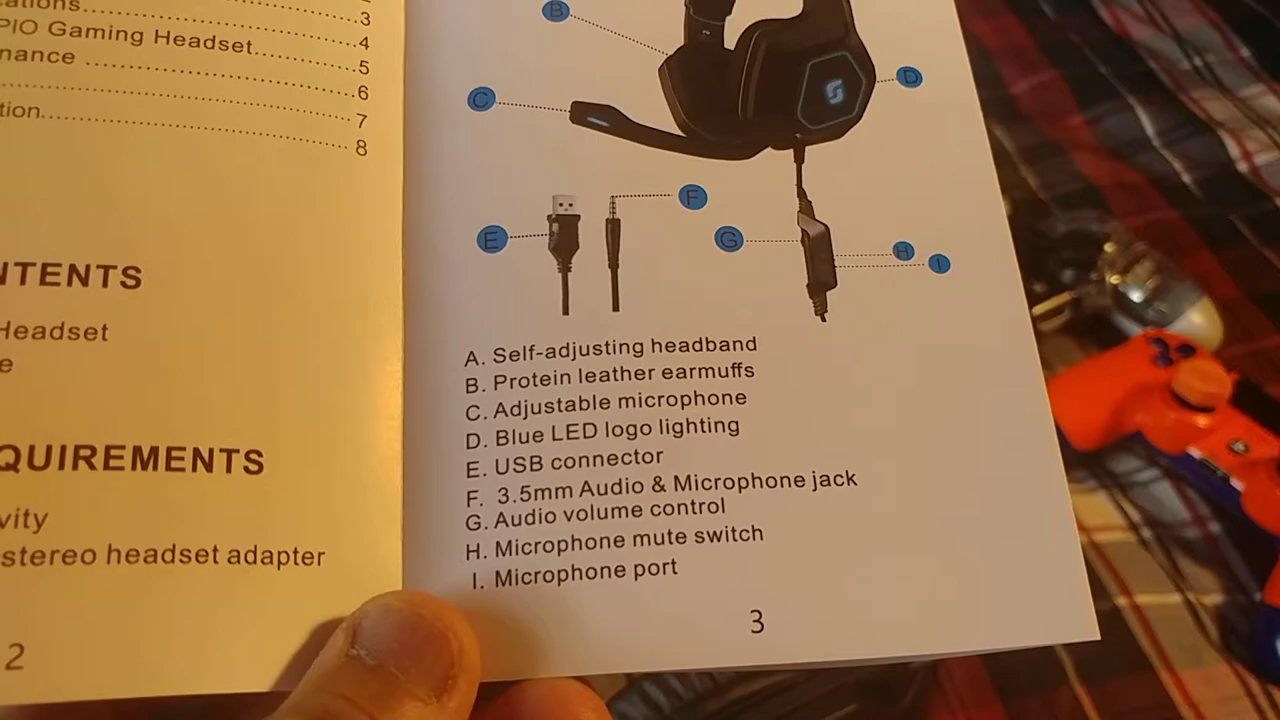 3
PIO Gaming Headset 4
nance 5
6
tion 7
8
NTENTS
Headset
e
QUIREMENTS
vity
stereo headset adapter
2
B
C
D
E
F
G
H
I
A. Self-adjusting headband
B. Protein leather earmuffs
C. Adjustable microphone
D. Blue LED logo lighting
E. USB connector
F. 3.5mm Audio & Microphone jack
G. Audio volume control
H. Microphone mute switch
I. Microphone port
3